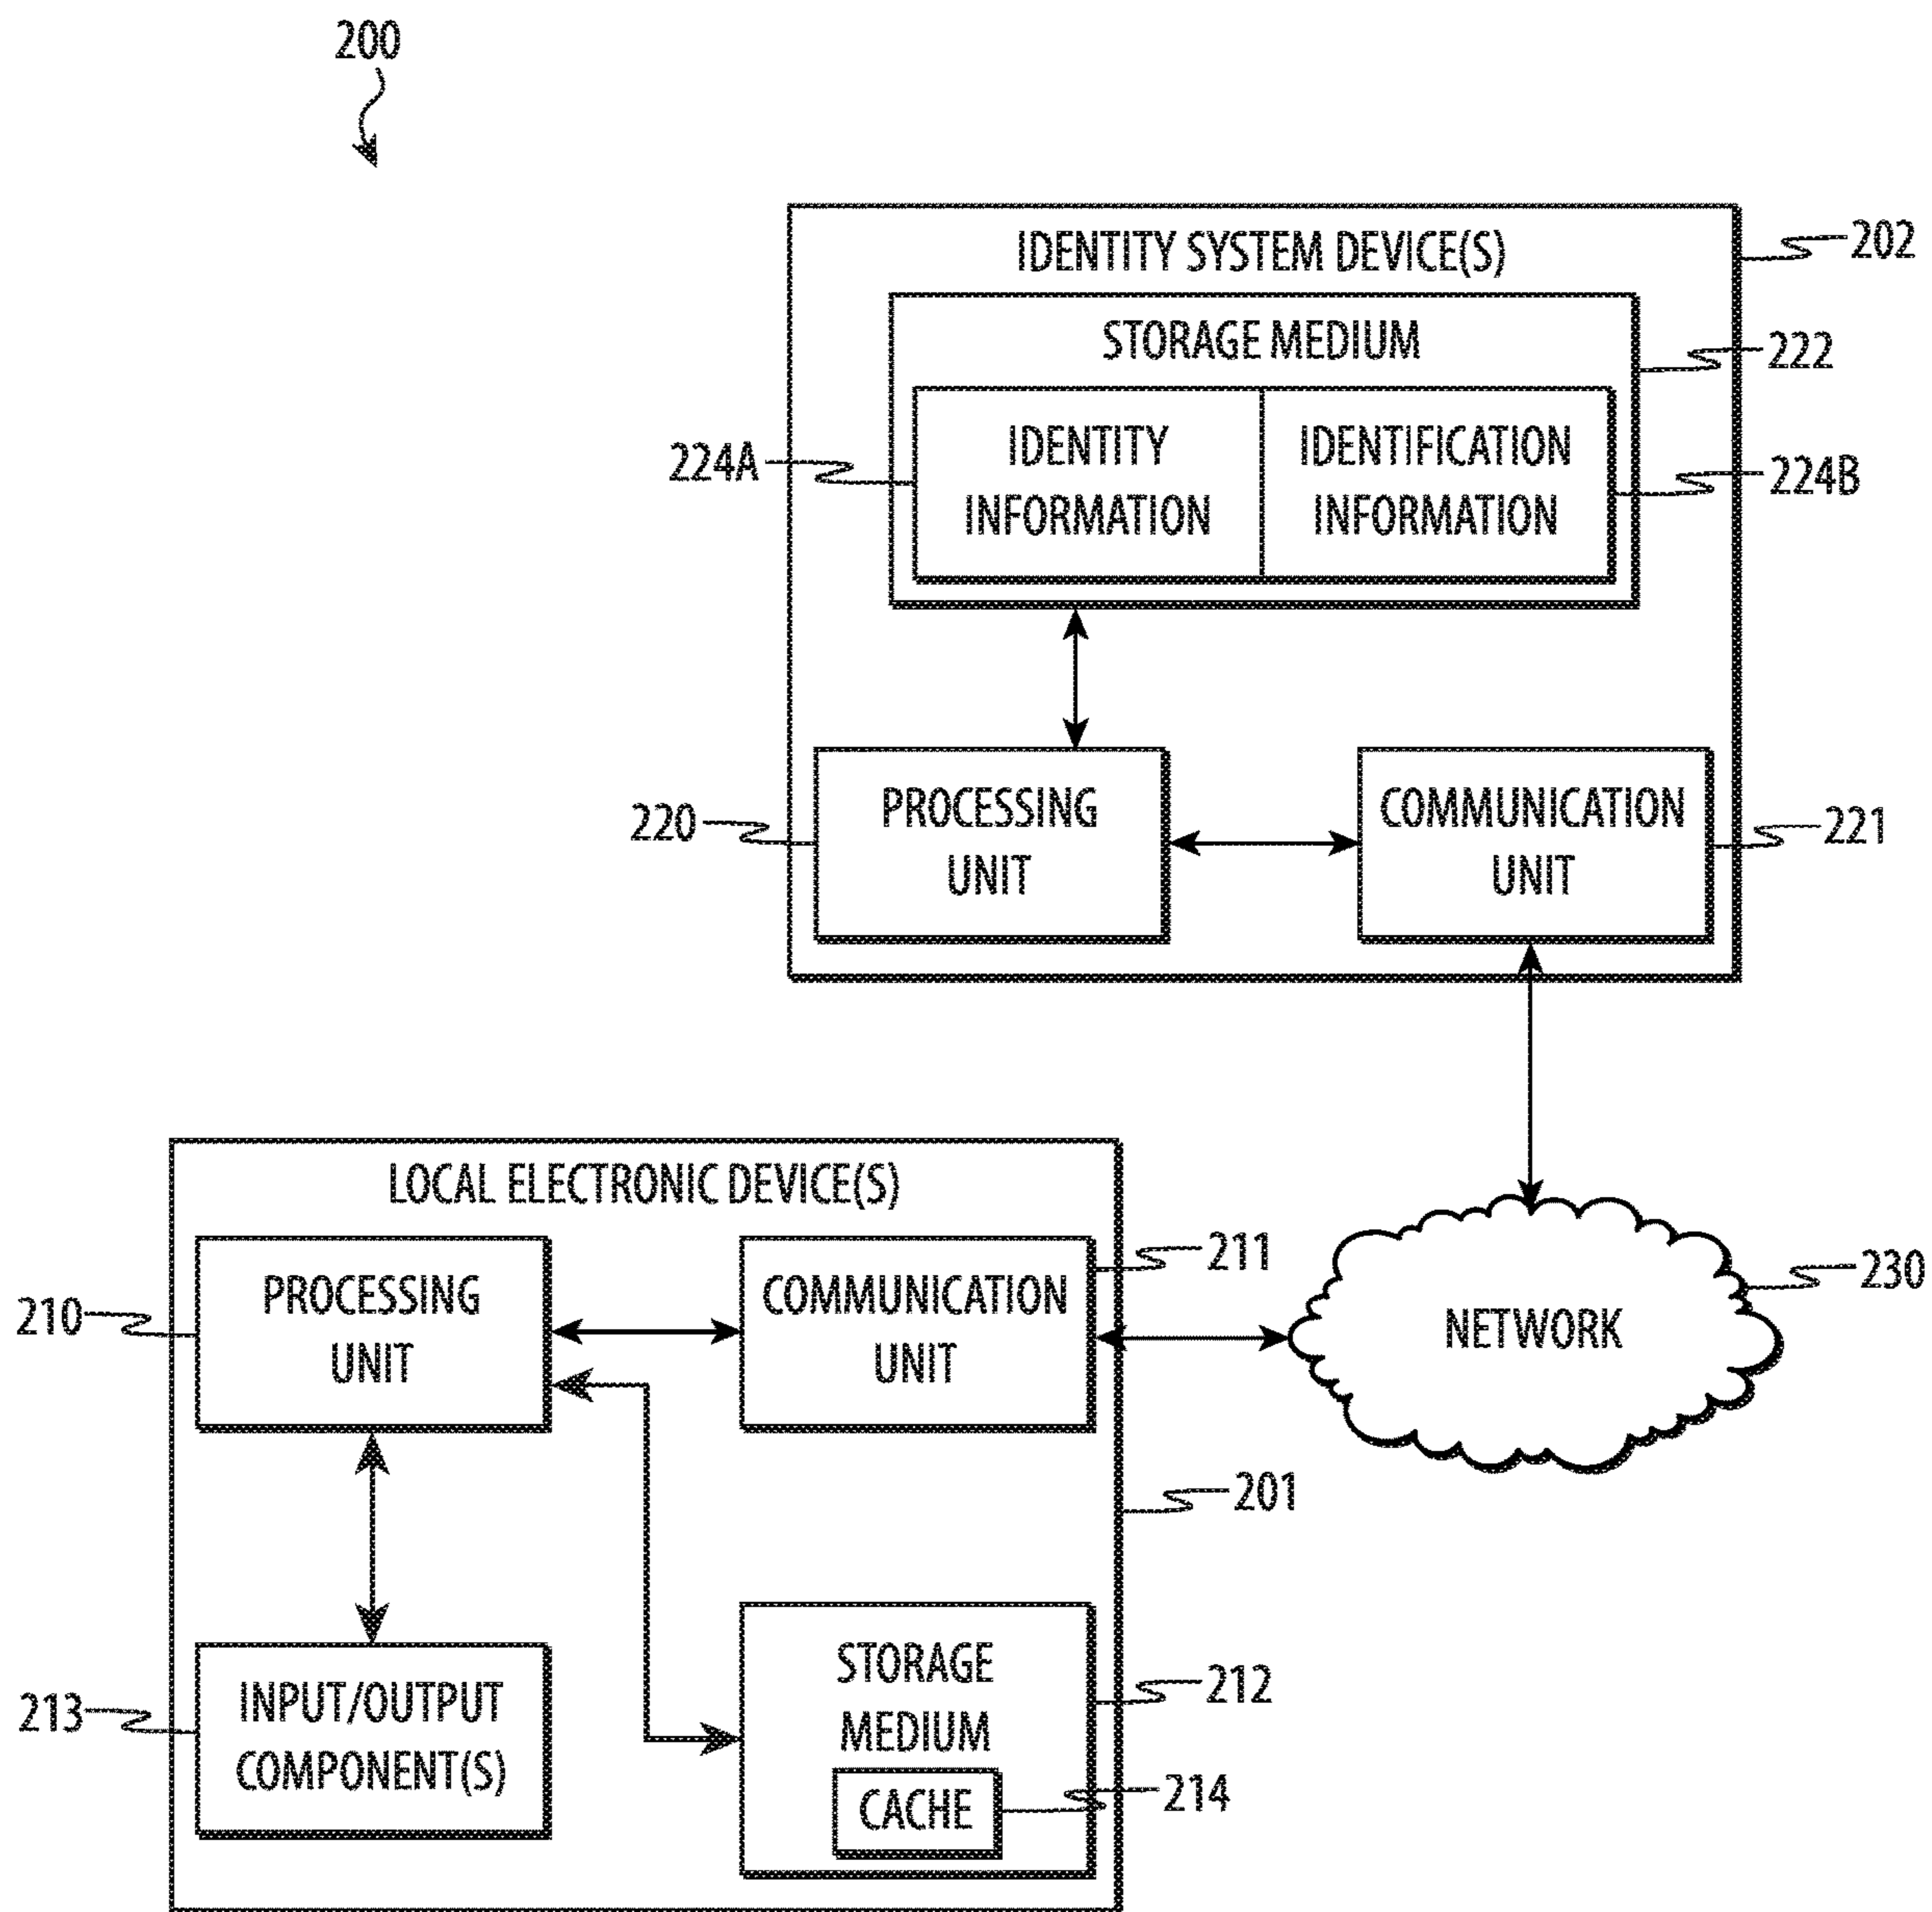 200
IDENTITY SYSTEM DEVICE(S)
202
STORAGE MEDIUM
222
224A
IDENTITY
INFORMATION
IDENTIFICATION
INFORMATION
224B
220
PROCESSING
UNIT
COMMUNICATION
UNIT
221
LOCAL ELECTRONIC DEVICE(S)
210
PROCESSING
UNIT
COMMUNICATION
UNIT
211
NETWORK
230
201
213
INPUT/OUTPUT
COMPONENT(S)
STORAGE
MEDIUM
212
CACHE
214